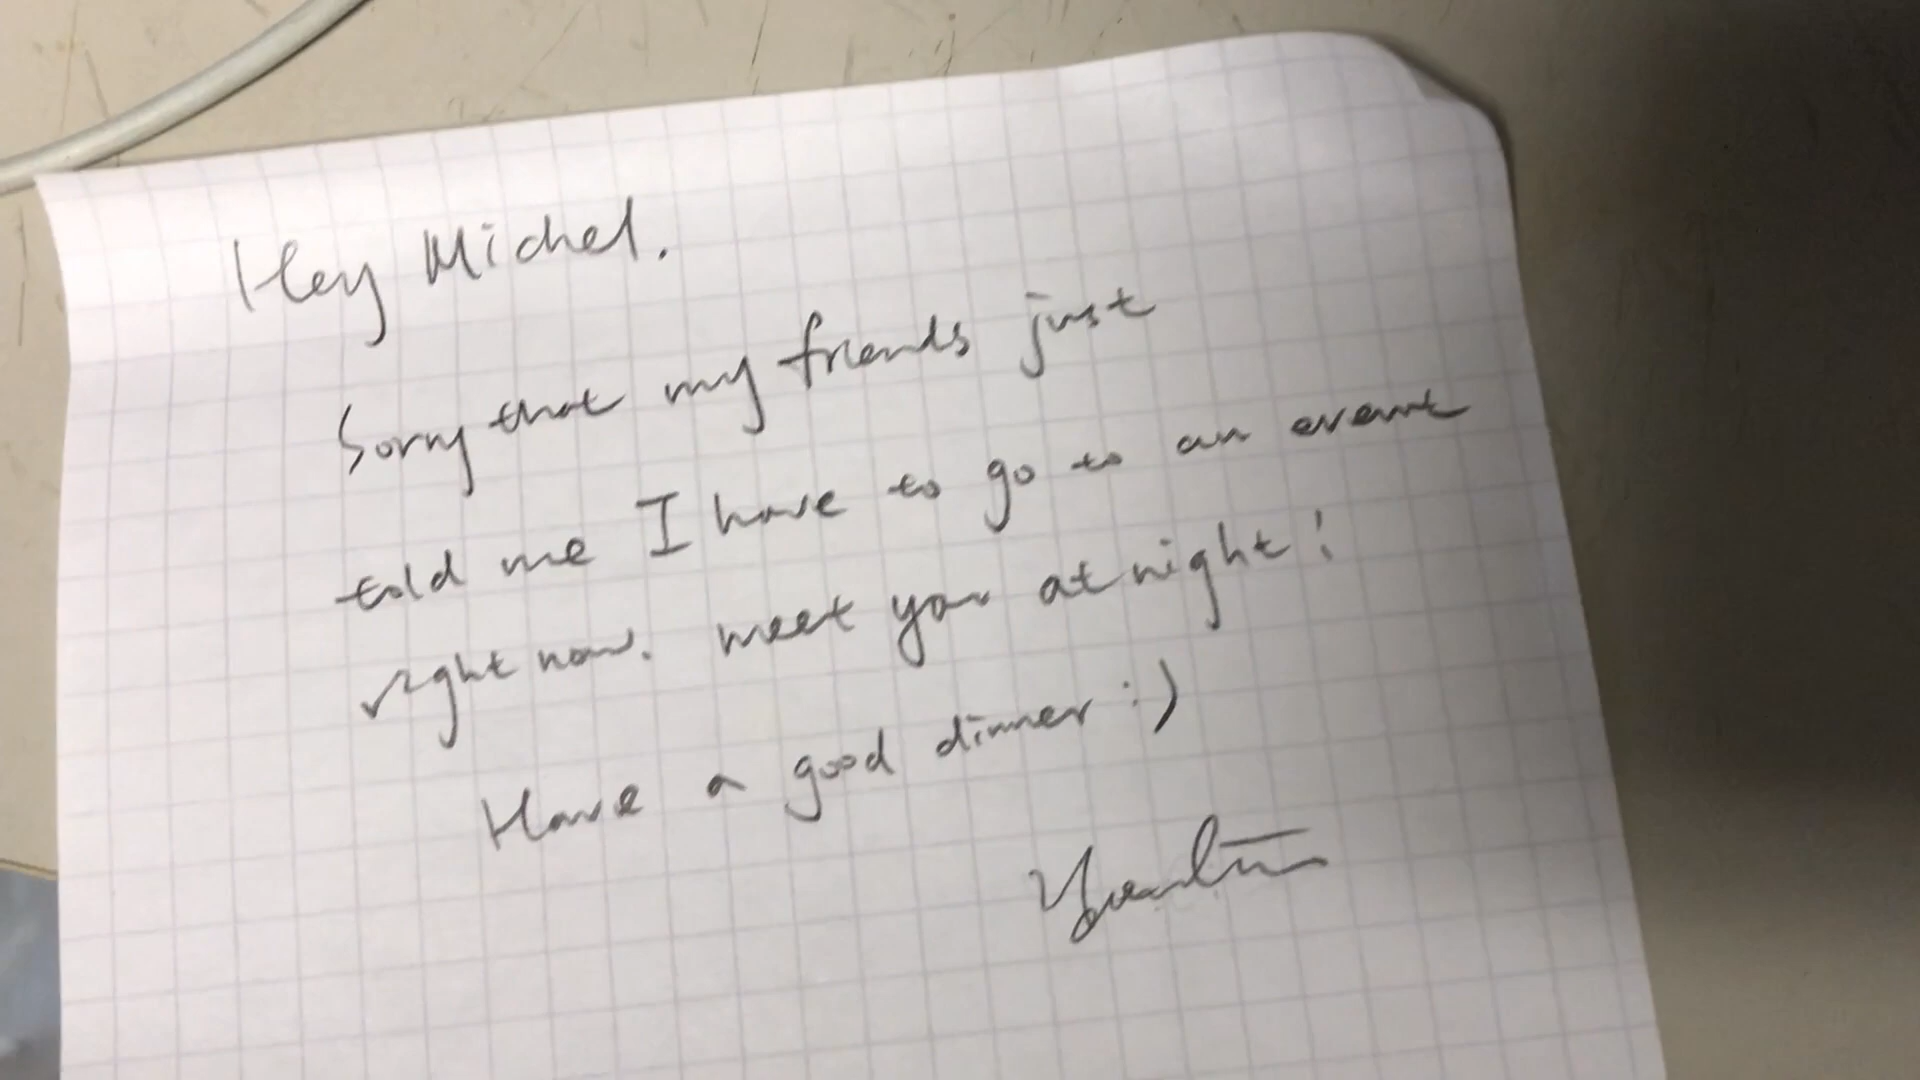 Hey Michel.
Sorry that my friends just
told me I have to go to an event
right now. meet you at night!
Have a good dinner :)